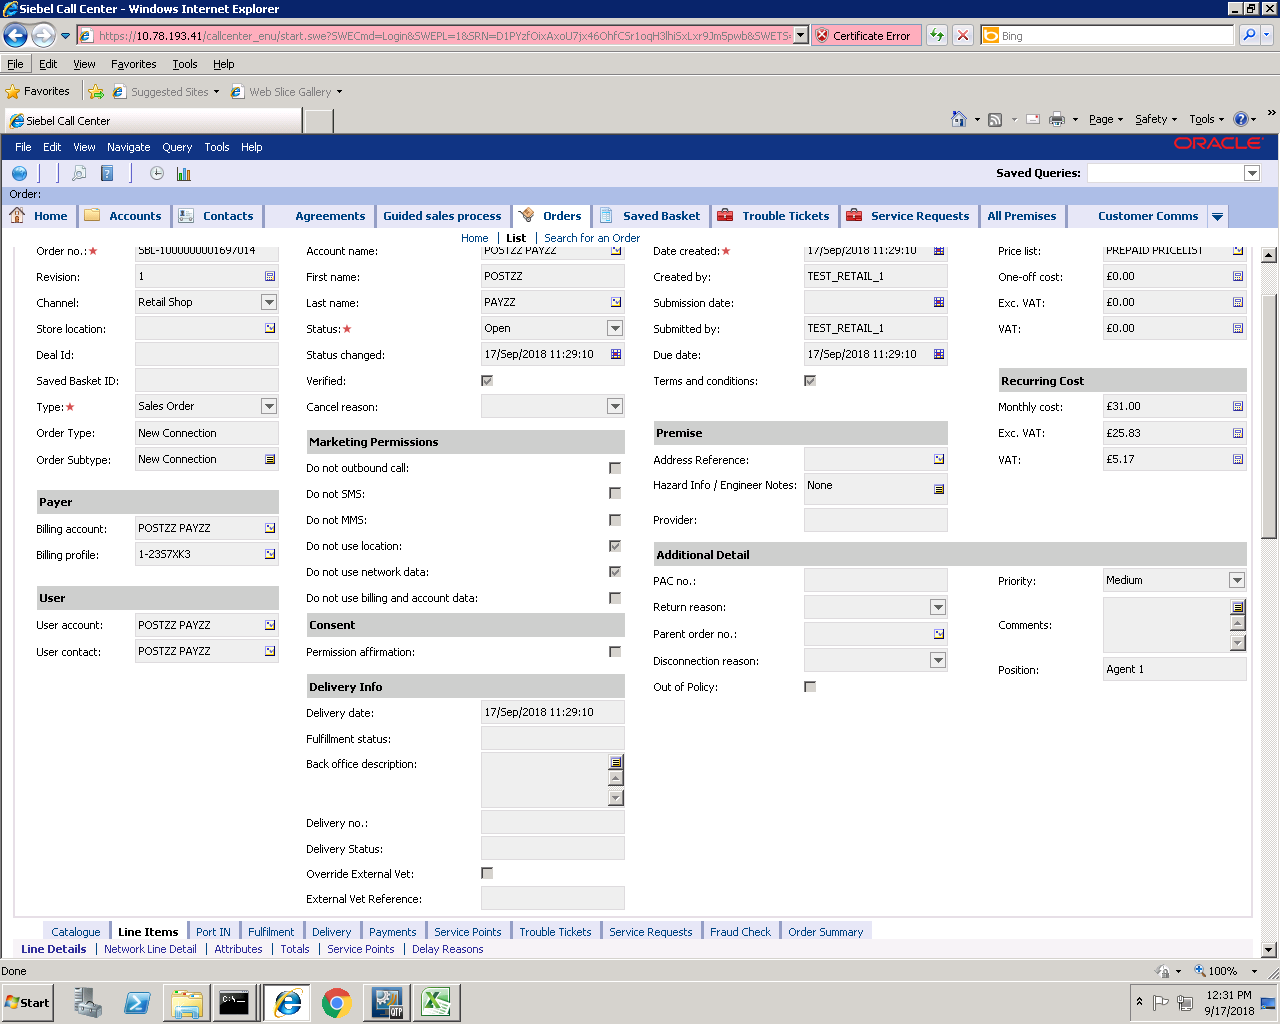 Siebel Call Center - Windows Internet Explorer
https://10.78.193.41/callcenter_enu/start.swe?SWECmd=Login&SWEPL=1&SRN=D1PYzfOixAxoU7jx46OhfCSr1oqH3lhiSxLxr9Jm5pwb&SWETS= Certificate Error Bing
File Edit View Favorites Tools Help
Favorites Suggested Sites Web Slice Gallery
Siebel Call Center Page Safety Tools
File Edit View Navigate Query Tools Help ORACLE
Saved Queries:
Order:
Home Accounts Contacts Agreements Guided sales process Orders Saved Basket Trouble Tickets Service Requests All Premises Customer Comms
Home List Search for an Order
Order no.:★ SBL-1000000001697014 Account name: POSTZZ PAYZZ Date created:★ 17/Sep/2018 11:29:10 Price list: PREPAID PRICELIST
Revision: 1 First name: POSTZZ Created by: TEST_RETAIL_1 One-off cost: £0.00
Channel: Retail Shop Last name: PAYZZ Submission date: Exc. VAT: £0.00
Store location: Status:★ Open Submitted by: TEST_RETAIL_1 VAT: £0.00
Deal Id: Status changed: 17/Sep/2018 11:29:10 Due date: 17/Sep/2018 11:29:10
Saved Basket ID: Verified: Terms and conditions: Recurring Cost
Type:★ Sales Order Cancel reason: Monthly cost: £31.00
Order Type: New Connection Marketing Permissions Premise Exc. VAT: £25.83
Order Subtype: New Connection Do not outbound call: Address Reference: VAT: £5.17
Payer Do not SMS: Hazard Info / Engineer Notes: None
Billing account: POSTZZ PAYZZ Do not MMS: Provider:
Billing profile: 1-23S7XK3 Do not use location: Additional Detail
Do not use network data: PAC no.: Priority: Medium
User Do not use billing and account data: Return reason:
User account: POSTZZ PAYZZ Consent Parent order no.: Comments:
User contact: POSTZZ PAYZZ Permission affirmation: Disconnection reason: Position: Agent 1
Delivery Info Out of Policy:
Delivery date: 17/Sep/2018 11:29:10
Fulfillment status:
Back office description:
Delivery no.:
Delivery Status:
Override External Vet:
External Vet Reference:
Catalogue Line Items Port IN Fulfilment Delivery Payments Service Points Trouble Tickets Service Requests Fraud Check Order Summary
Line Details Network Line Detail Attributes Totals Service Points Delay Reasons
Done 100%
Start C:\ QTP 12:31 PM
9/17/2018